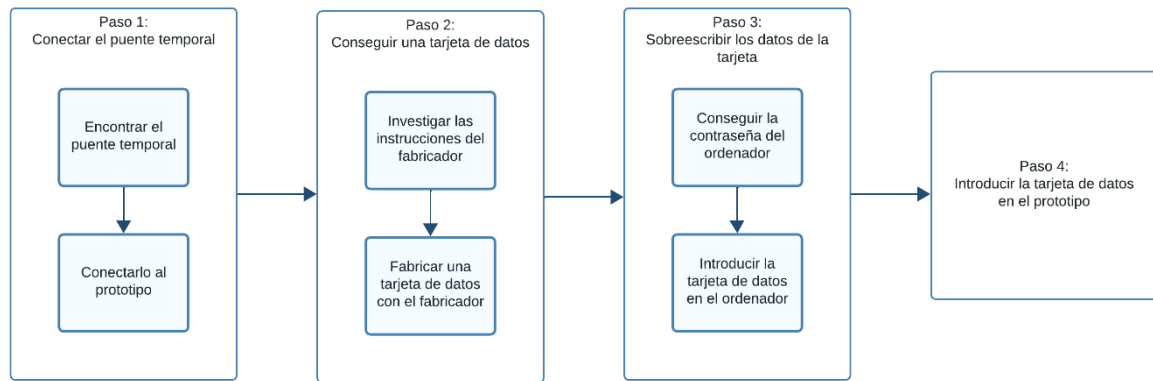 Paso 1:
Conectar el puente temporal
Encontrar el
puente temporal
Conectarlo al
prototipo
Paso 2:
Conseguir una tarjeta de datos
Investigar las
instrucciones del
fabricador
Fabricar una
tarjeta de datos
con el fabricador
Paso 3:
Sobreescribir los datos de la
tarjeta
Conseguir la
contraseña del
ordenador
Introducir la
tarjeta de datos
en el ordenador
Paso 4:
Introducir la tarjeta de datos
en el prototipo